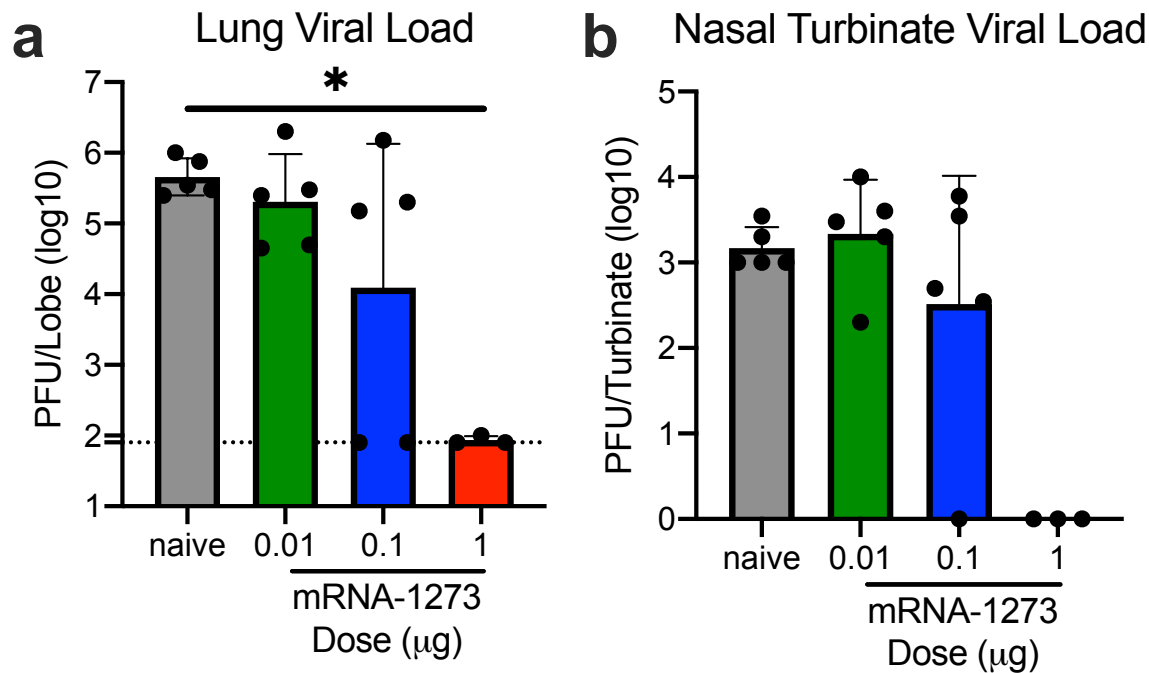 a
Lung Viral Load
*
7
6
5
4
3
2
1
PFU/Lobe (log10)
naive 0.01 0.1 1
mRNA-1273
Dose (μg)
b
Nasal Turbinate Viral Load
5
4
3
2
1
0
PFU/Turbinate (log10)
naive 0.01 0.1 1
mRNA-1273
Dose (μg)